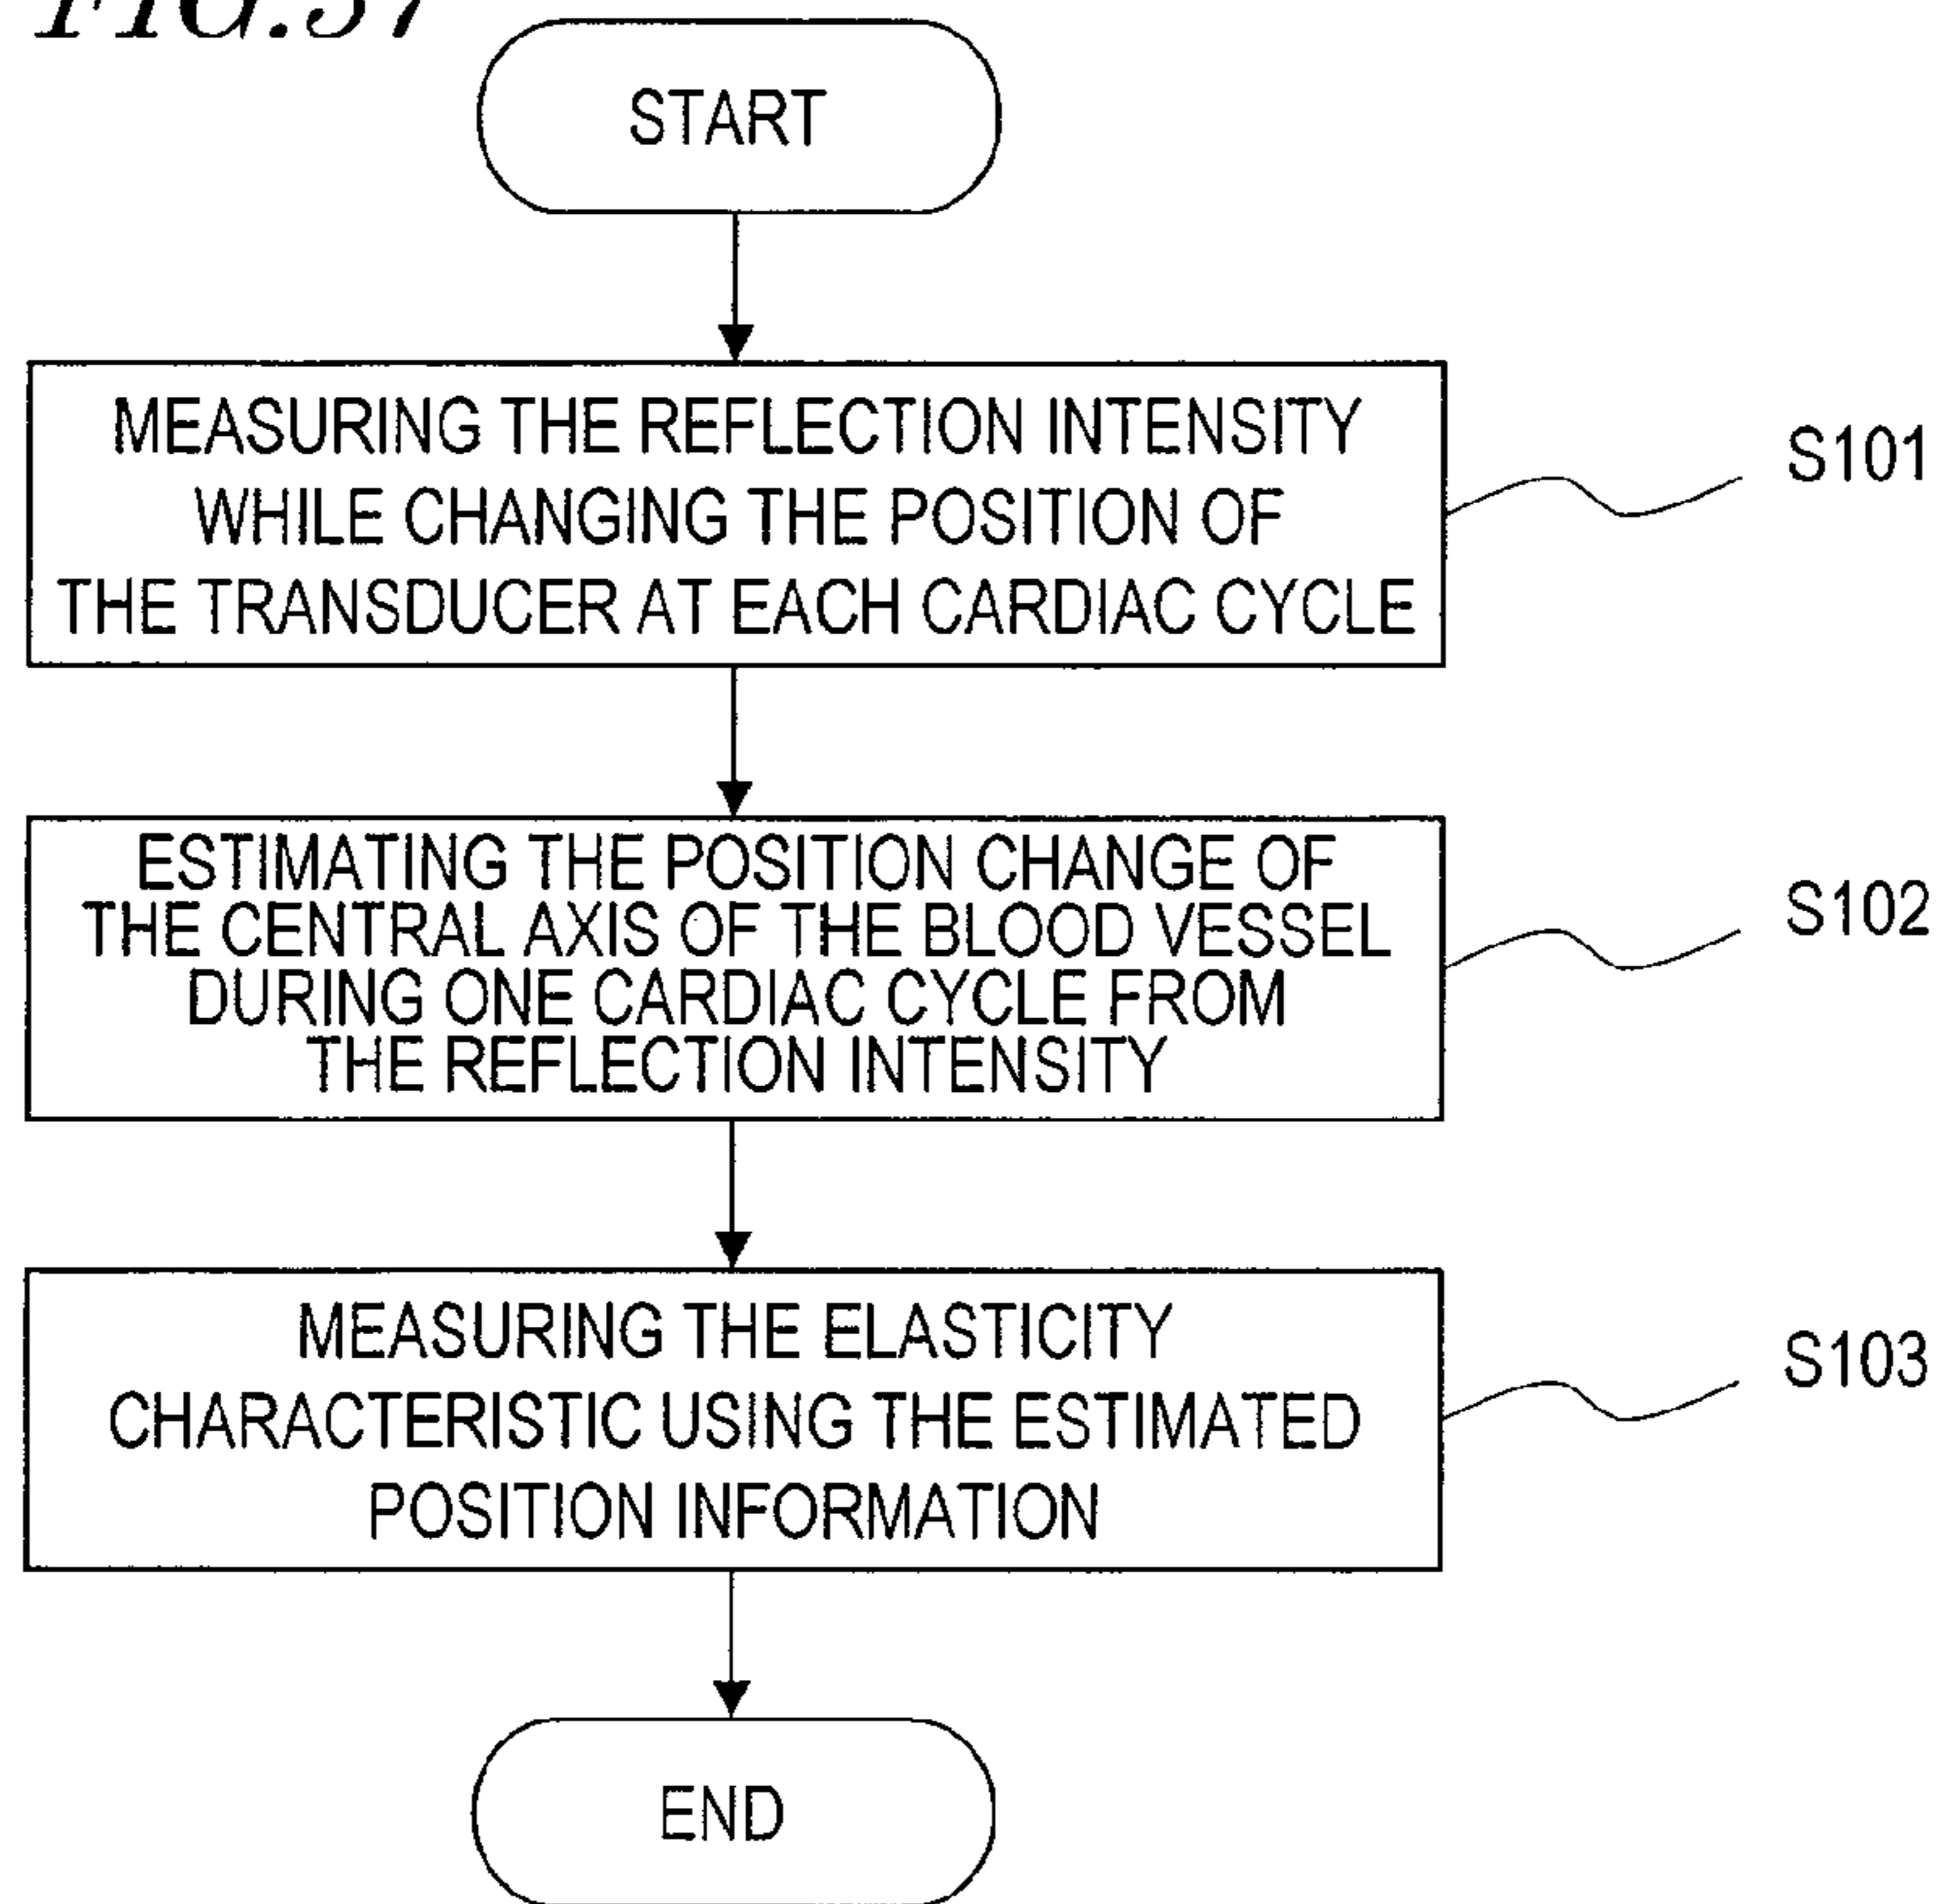 FIG.37
START
MEASURING THE REFLECTION INTENSITY
WHILE CHANGING THE POSITION OF
THE TRANSDUCER AT EACH CARDIAC CYCLE
S101
ESTIMATING THE POSITION CHANGE OF
THE CENTRAL AXIS OF THE BLOOD VESSEL
DURING ONE CARDIAC CYCLE FROM
THE REFLECTION INTENSITY
S102
MEASURING THE ELASTICITY
CHARACTERISTIC USING THE ESTIMATED
POSITION INFORMATION
S103
END